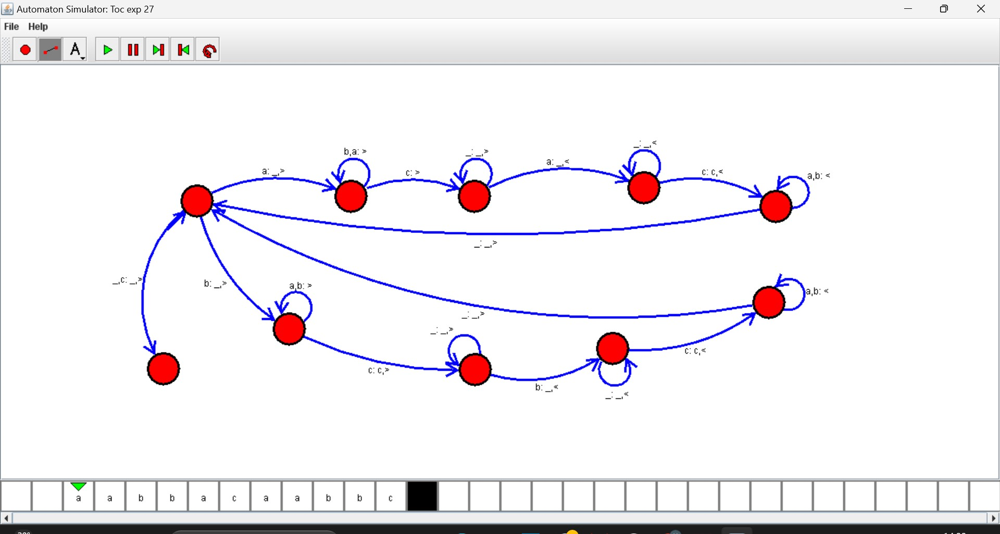 Automaton Simulator: Toc exp 27
File Help
A
_: _,<
b,a: >
_: _,>
a: _,<
a: _,>
c: >
c: c,<
a,b: <
_: _,>
_,c: _,>
b: _,>
a,b: >
a,b: <
_: _,>
_: _,>
c: c,<
c: c,>
b: _,<
_: _,<
a a b b a c a a b b c